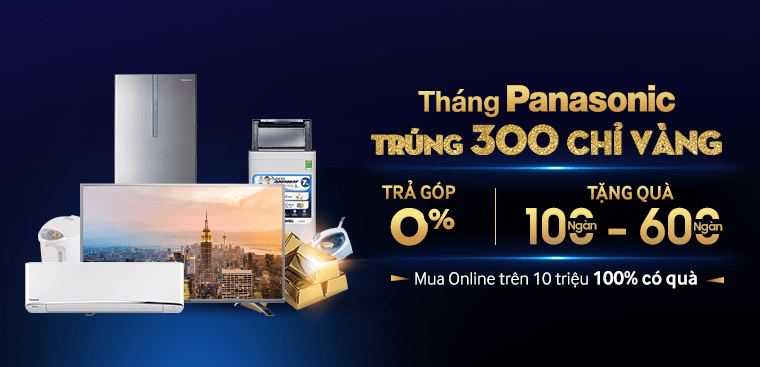 Tháng Panasonic
TRÚNG 300 CHỈ VÀNG
TRẢ GÓP
0%
TẶNG QUÀ
100 Ngàn - 600 Ngàn
Mua Online trên 10 triệu 100% có quà
Panasonic